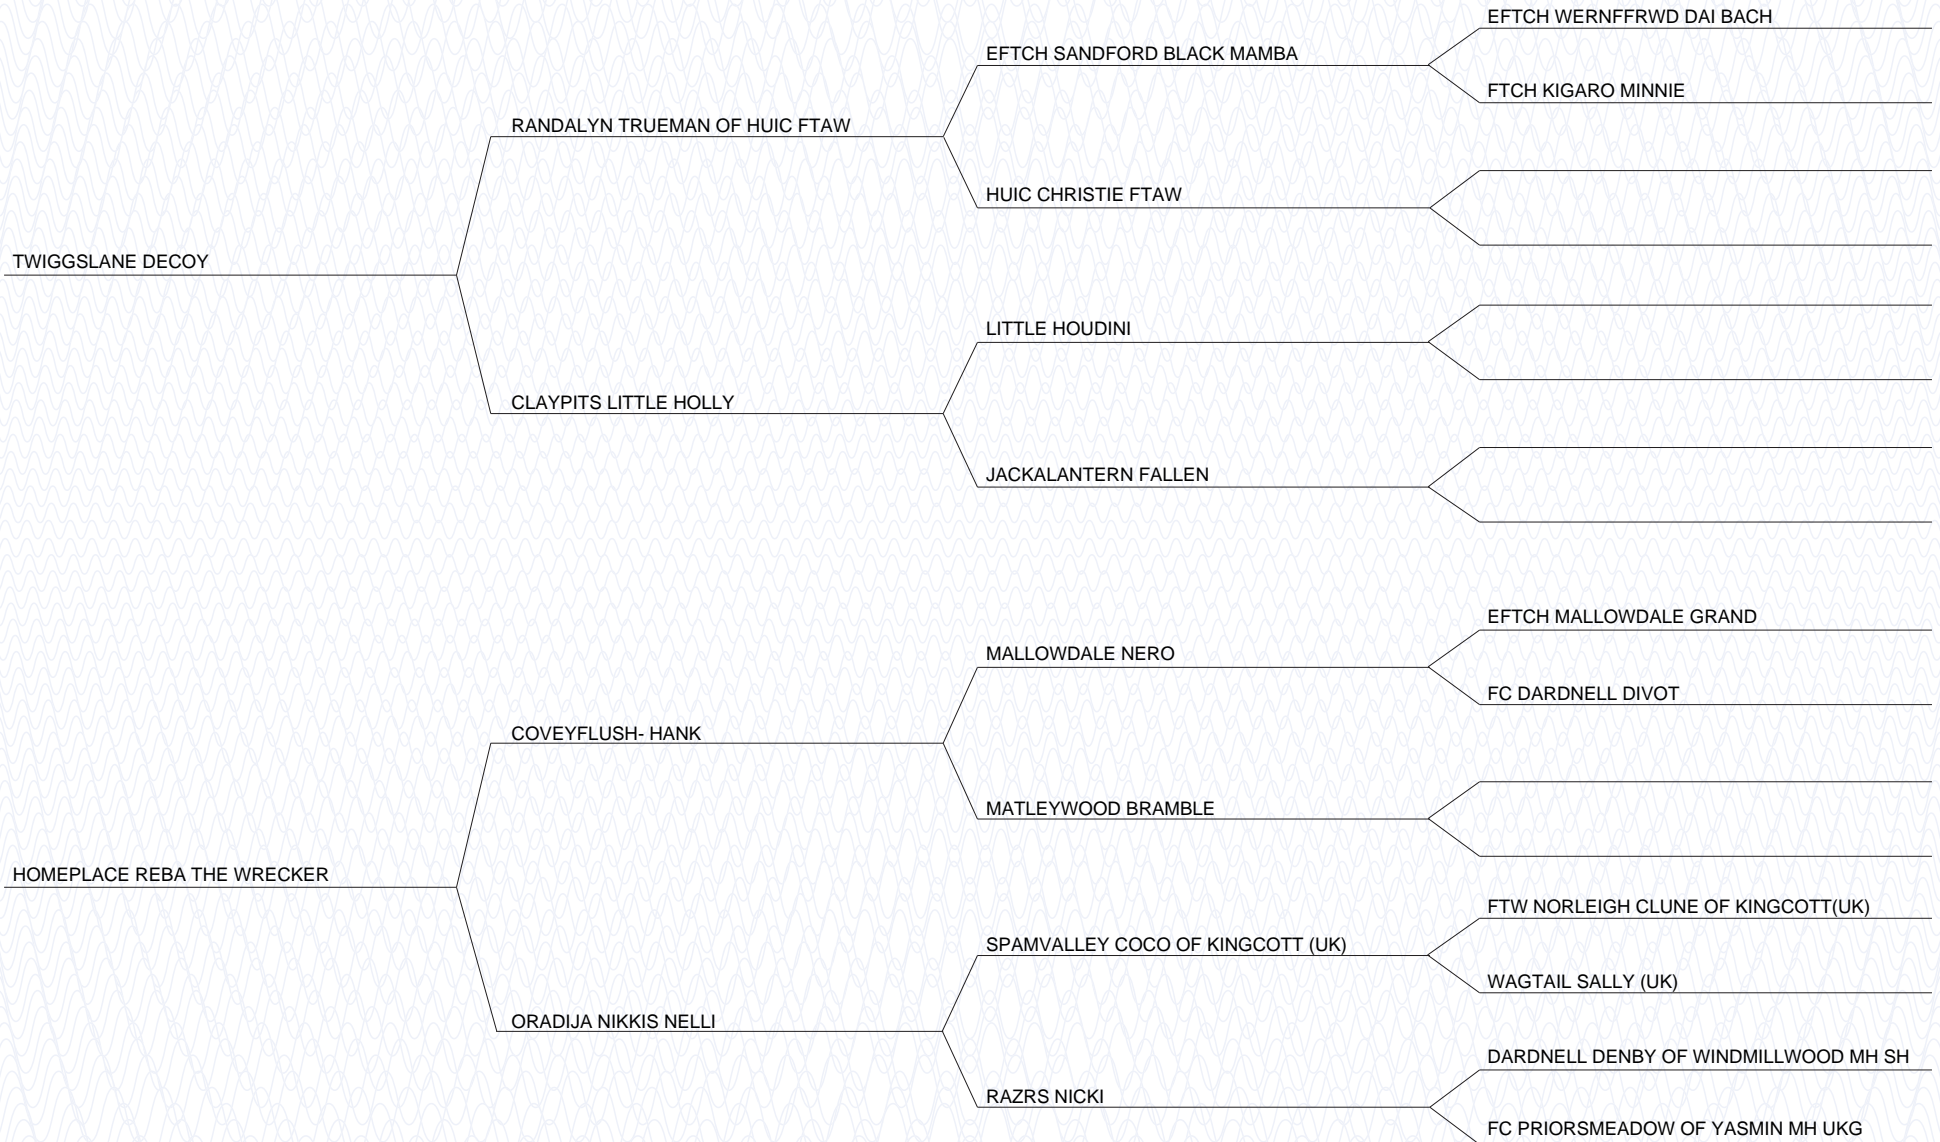 EFTCH WERNFFRWD DAI BACH
EFTCH SANDFORD BLACK MAMBA
FTCH KIGARO MINNIE
RANDALYN TRUEMAN OF HUIC FTAW
HUIC CHRISTIE FTAW
TWIGGSLANE DECOY
LITTLE HOUDINI
CLAYPITS LITTLE HOLLY
JACKALANTERN FALLEN
EFTCH MALLOWDALE GRAND
MALLOWDALE NERO
FC DARDNELL DIVOT
COVEYFLUSH- HANK
MATLEYWOOD BRAMBLE
HOMEPLACE REBA THE WRECKER
FTW NORLEIGH CLUNE OF KINGCOTT(UK)
SPAMVALLEY COCO OF KINGCOTT (UK)
WAGTAIL SALLY (UK)
ORADIJA NIKKIS NELLI
DARDNELL DENBY OF WINDMILLWOOD MH SH
RAZRS NICKI
FC PRIORSMEADOW OF YASMIN MH UKG